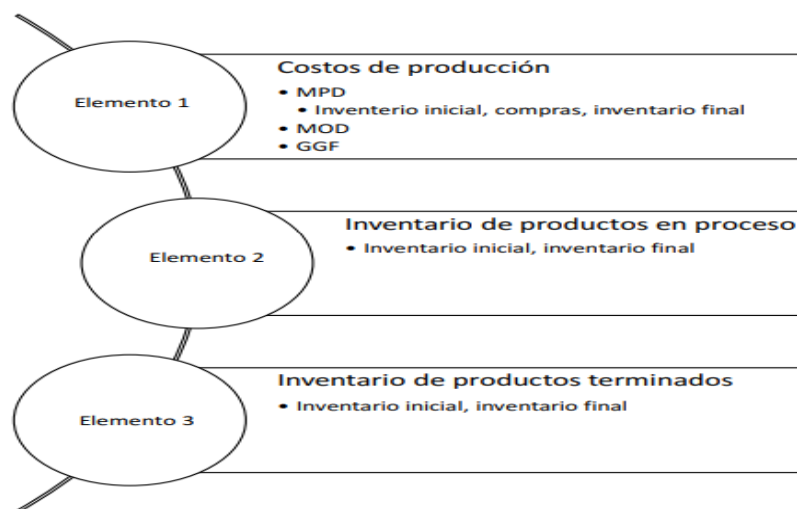 Elemento 1
Costos de producción
• MPD
• Inventerio inicial, compras, inventario final
• MOD
• GGF
Elemento 2
Inventario de productos en proceso
• Inventario inicial, inventario final
Elemento 3
Inventario de productos terminados
• Inventario inicial, inventario final